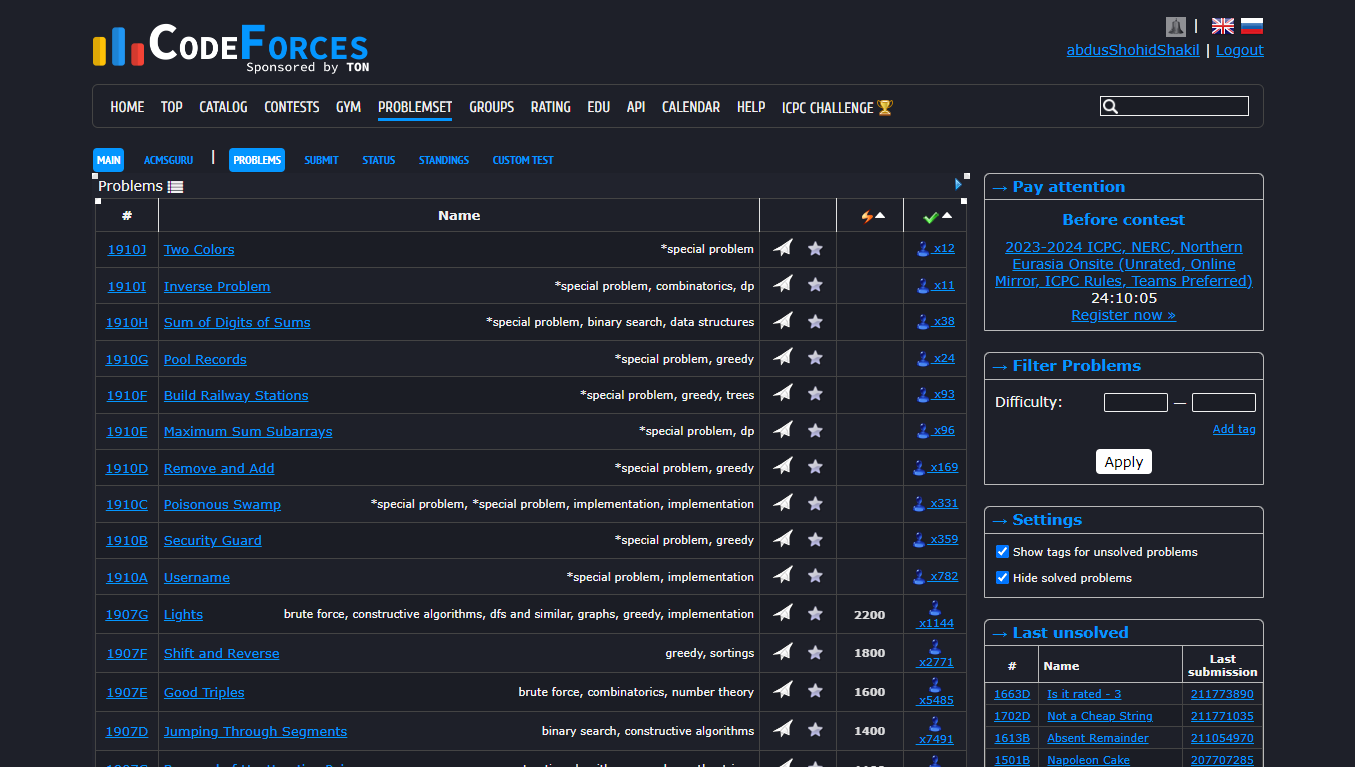 CODEFORCES
Sponsored by TON
|
abdusShohidShakil | Logout
HOME TOP CATALOG CONTESTS GYM PROBLEMSET GROUPS RATING EDU API CALENDAR HELP ICPC CHALLENGE
MAIN ACMSGURU | PROBLEMS SUBMIT STATUS STANDINGS CUSTOM TEST
Problems
# Name
1910J Two Colors *special problem x12
1910I Inverse Problem *special problem, combinatorics, dp x11
1910H Sum of Digits of Sums *special problem, binary search, data structures x38
1910G Pool Records *special problem, greedy x24
1910F Build Railway Stations *special problem, greedy, trees x93
1910E Maximum Sum Subarrays *special problem, dp x96
1910D Remove and Add *special problem, greedy x169
1910C Poisonous Swamp *special problem, *special problem, implementation, implementation x331
1910B Security Guard *special problem, greedy x359
1910A Username *special problem, implementation x782
1907G Lights brute force, constructive algorithms, dfs and similar, graphs, greedy, implementation 2200 x1144
1907F Shift and Reverse greedy, sortings 1800 x2771
1907E Good Triples brute force, combinatorics, number theory 1600 x5485
1907D Jumping Through Segments binary search, constructive algorithms 1400 x7491
→ Pay attention
Before contest
2023-2024 ICPC, NERC, Northern
Eurasia Onsite (Unrated, Online
Mirror, ICPC Rules, Teams Preferred)
24:10:05
Register now »
→ Filter Problems
Difficulty: —
Add tag
Apply
→ Settings
Show tags for unsolved problems
Hide solved problems
→ Last unsolved
# Name Last submission
1663D Is it rated - 3 211773890
1702D Not a Cheap String 211771035
1613B Absent Remainder 211054970
1501B Napoleon Cake 207707285